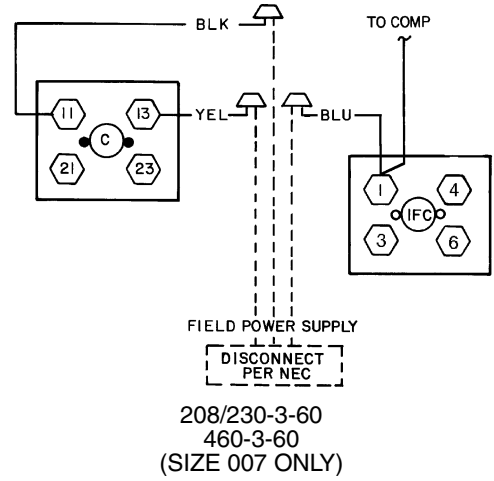 BLK
TO COMP
11
13
YEL
BLU
C
21
23
1
4
IFC
3
6
FIELD POWER SUPPLY
DISCONNECT
PER NEC
208/230-3-60
460-3-60
(SIZE 007 ONLY)